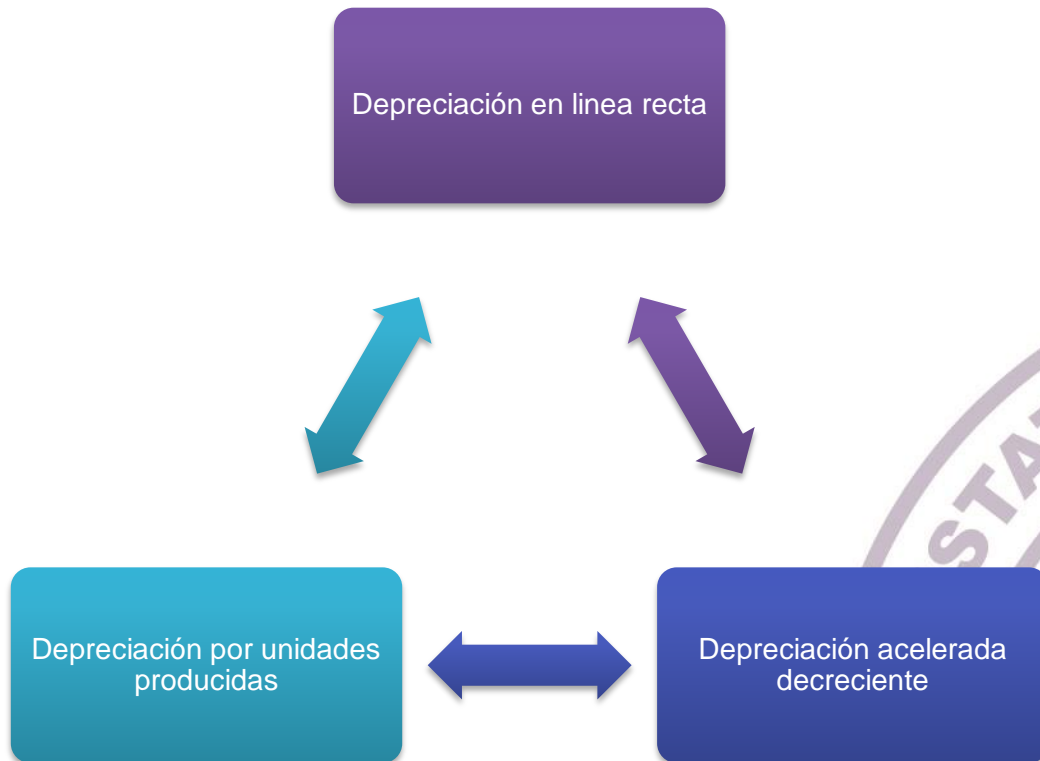 Depreciación en linea recta
Depreciación por unidades
producidas
Depreciación acelerada
decreciente